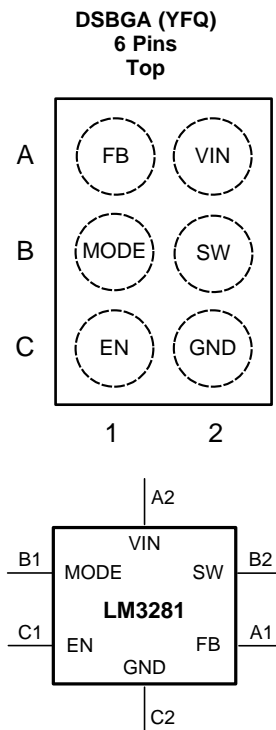 DSBGA (YFQ)
6 Pins
Top
A FB VIN
B MODE SW
C EN GND
1 2
A2
VIN
B1 MODE SW B2
LM3281
C1 EN FB A1
GND
C2